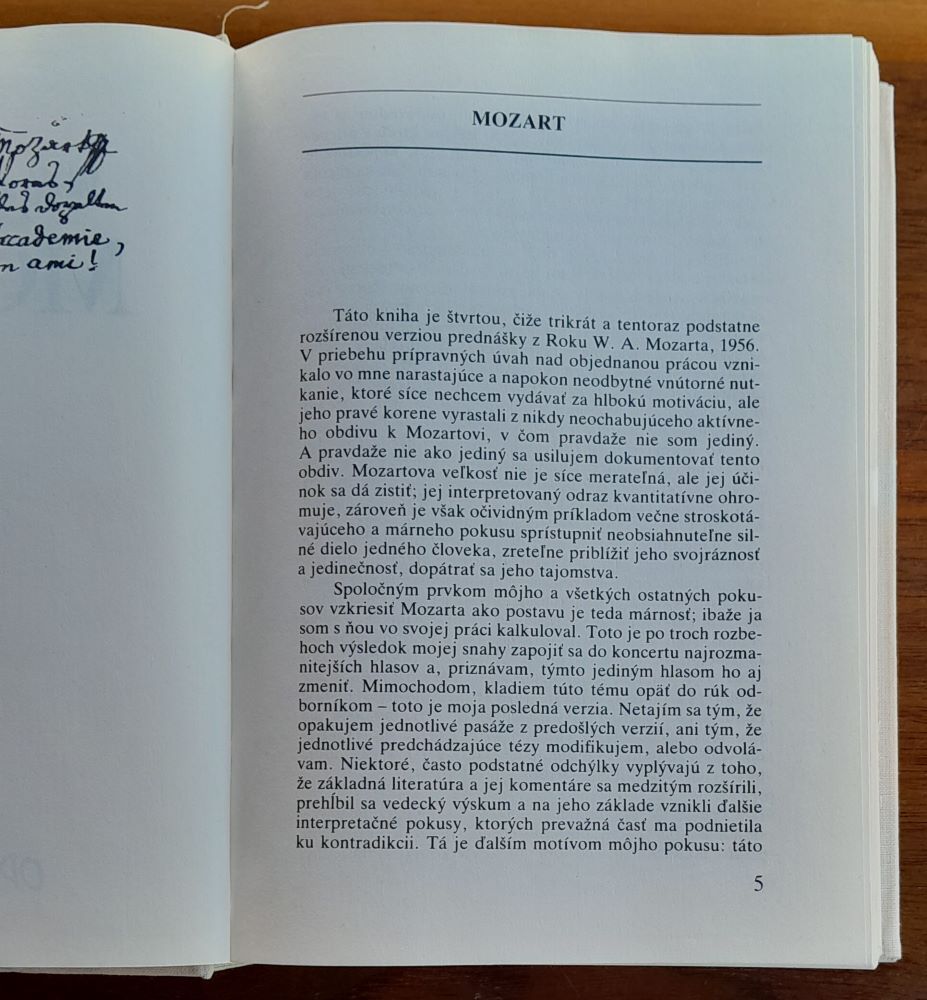 Accademie,
ami!
MOZART
Táto kniha je štvrtou, čiže trikrát a tentoraz podstatne
rozšírenou verziou prednášky z Roku W. A. Mozarta, 1956.
V priebehu prípravných úvah nad objednanou prácou vzni-
kalo vo mne narastajúce a napokon neodbytné vnútorné nut-
kanie, ktoré síce nechcem vydávať za hlbokú motiváciu, ale
jeho pravé korene vyrastali z nikdy neochabujúceho aktívne-
ho obdivu k Mozartovi, v čom pravdaže nie som jediný.
A pravdaže nie ako jediný sa usilujem dokumentovať tento
obdiv. Mozartova veľkosť nie je síce merateľná, ale jej úči-
nok sa dá zistiť; jej interpretovaný odraz kvantitatívne ohro-
muje, zároveň je však očividným príkladom večne stroskotá-
vajúceho a márneho pokusu sprístupniť neobsiahnuteľne sil-
né dielo jedného človeka, zreteľne priblížiť jeho svojráznosť
a jedinečnosť, dopátrať sa jeho tajomstva.
Spoločným prvkom môjho a všetkých ostatných poku-
sov vzkriesiť Mozarta ako postavu je teda márnosť; ibaže ja
som s ňou vo svojej práci kalkuloval. Toto je po troch rozbe-
hoch výsledok mojej snahy zapojiť sa do koncertu najrozma-
nitejších hlasov a, priznávam, týmto jediným hlasom ho aj
zmeniť. Mimochodom, kladiem túto tému opäť do rúk od-
borníkom – toto je moja posledná verzia. Netajím sa tým, že
opakujem jednotlivé pasáže z predošlých verzií, ani tým, že
jednotlivé predchádzajúce tézy modifikujem, alebo odvolá-
vam. Niektoré, často podstatné odchýlky vyplývajú z toho,
že základná literatúra a jej komentáre sa medzitým rozšírili,
prehĺbil sa vedecký výskum a na jeho základe vznikli ďalšie
interpretačné pokusy, ktorých prevažná časť ma podnietila
ku kontradikcii. Tá je ďalším motívom môjho pokusu: táto
5